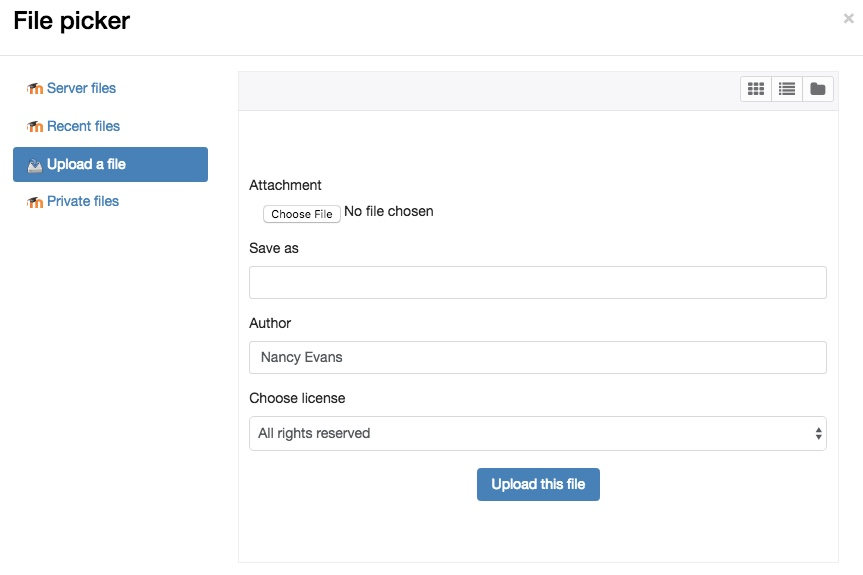 File picker
Server files
Recent files
Upload a file
Private files
Attachment
Choose File No file chosen
Save as
Author
Nancy Evans
Choose license
All rights reserved
Upload this file